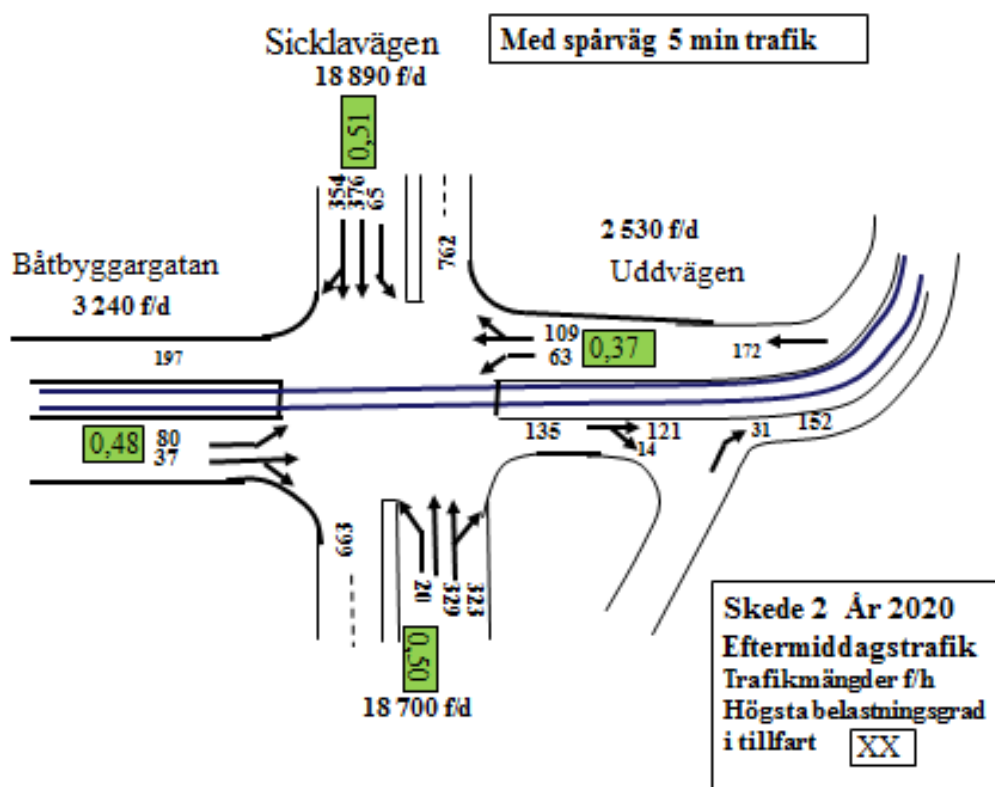 Sicklavägen
18 890 f/d
Med spårväg 5 min trafik
0,51
354
376
65
762
2 530 f/d
Uddvägen
Båtbyggargatan
3 240 f/d
197
109
63
0,37
172
0,48
80
37
135
121
14
31
152
663
20
329
323
0,50
18 700 f/d
Skede 2 År 2020
Eftermiddagstrafik
Trafikmängder f/h
Högsta belastningsgrad
i tillfart XX